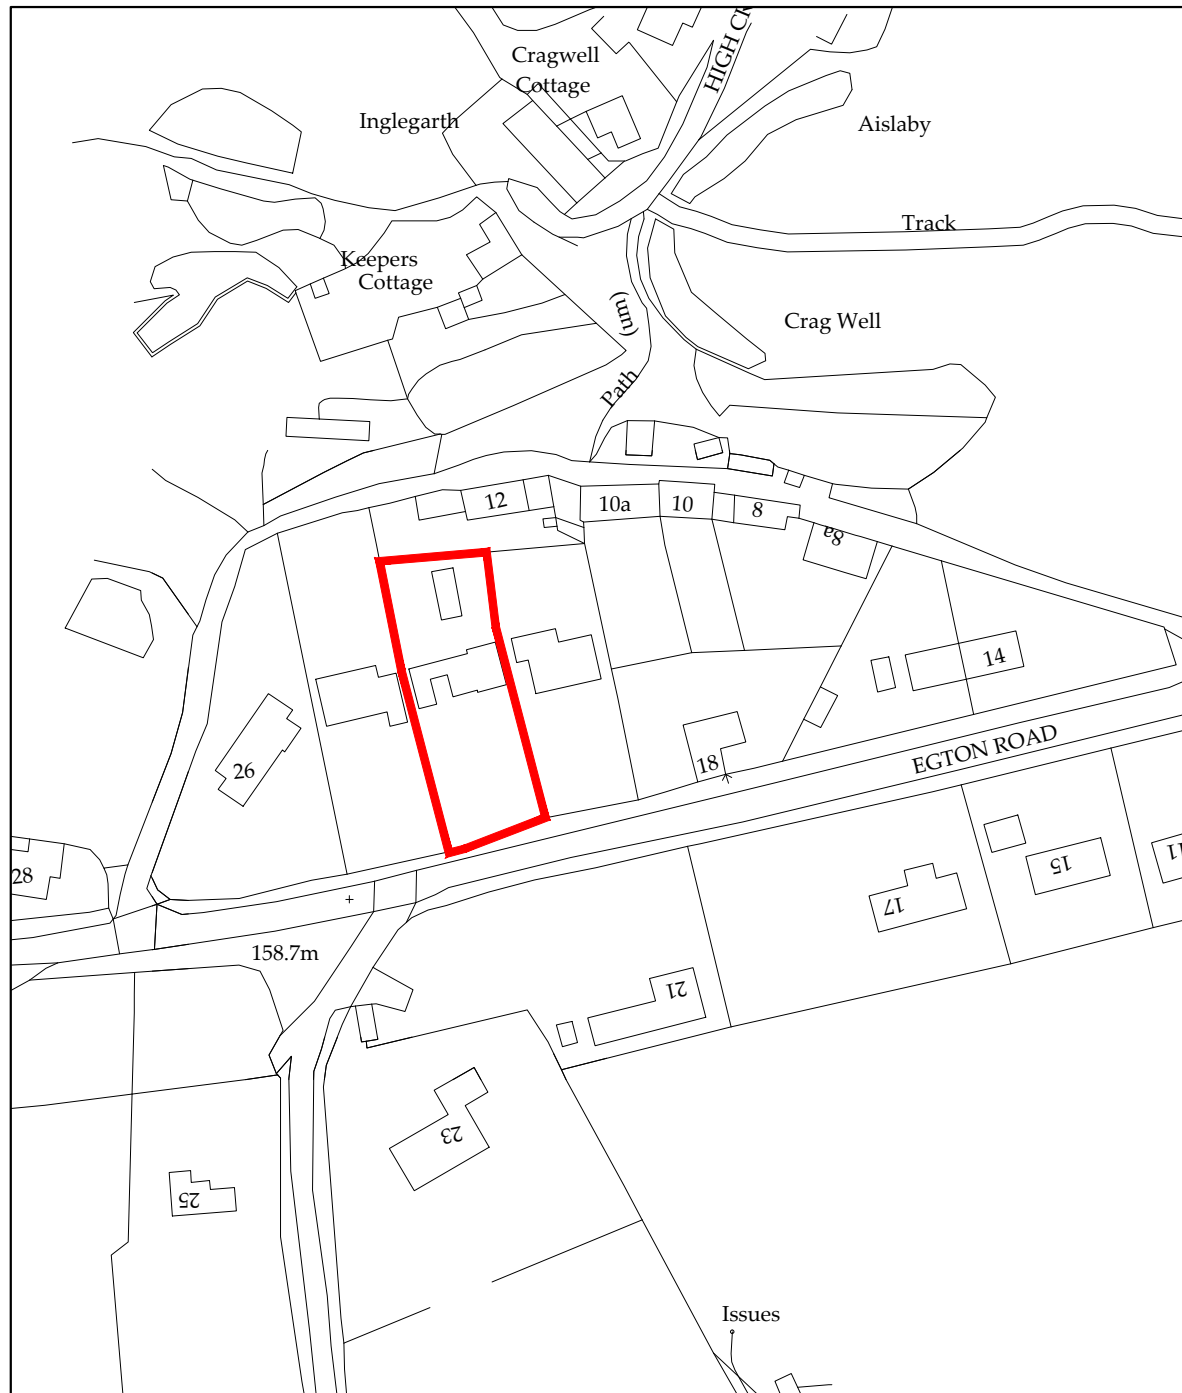 HIGH CR
Cragwell
Cottage
Inglegarth
Aislaby
Track
Keepers
Cottage
(um)
Crag Well
Path
12
10a
10
8
8a
14
EGTON ROAD
18
26
28
15
11
17
158.7m
21
23
25
Issues